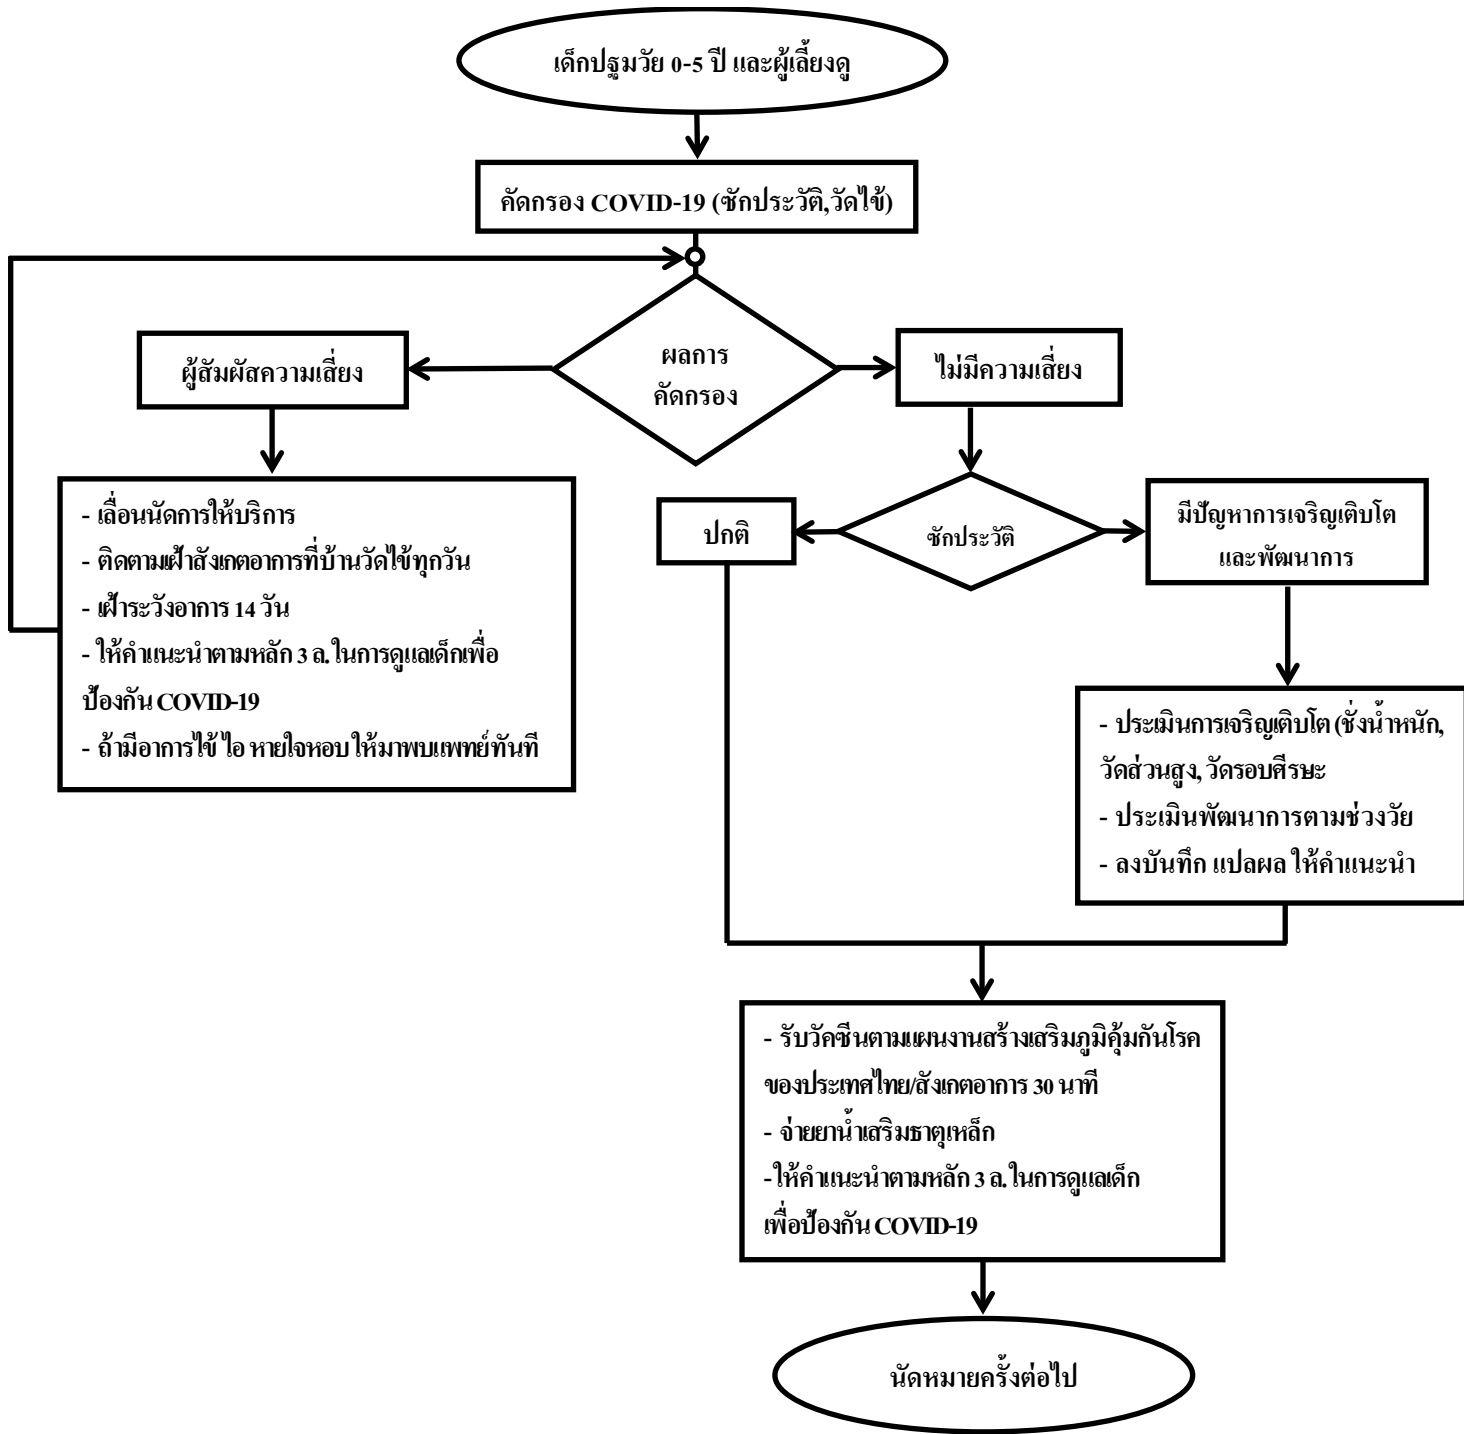 เด็กปฐมวัย 0-5 ปี และผู้เลี้ยงดู
คัดกรอง COVID-19 (ซักประวัติ,วัดไข้)
ผลการ
คัดกรอง
ผู้สัมผัสความเสี่ยง
ไม่มีความเสี่ยง
- เลื่อนนัดการให้บริการ
- ติดตามเฝ้าสังเกตอาการที่บ้านวัดไข้ทุกวัน
- เฝ้าระวังอาการ 14 วัน
- ให้คำแนะนำตามหลัก 3 ล. ในการดูแลเด็กเพื่อ
ป้องกัน COVID-19
- ถ้ามีอาการไข้ ไอ หายใจหอบ ให้มาพบแพทย์ทันที
ปกติ
ซักประวัติ
มีปัญหาการเจริญเติบโต
และพัฒนาการ
- ประเมินการเจริญเติบโต (ชั่งน้ำหนัก,
วัดส่วนสูง, วัดรอบศีรษะ
- ประเมินพัฒนาการตามช่วงวัย
- ลงบันทึก แปลผล ให้คำแนะนำ
- รับวัคซีนตามแผนงานสร้างเสริมภูมิคุ้มกันโรค
ของประเทศไทย/สังเกตอาการ 30 นาที
- จ่ายยาน้ำเสริมธาตุเหล็ก
-ให้คำแนะนำตามหลัก 3 ล. ในการดูแลเด็ก
เพื่อป้องกัน COVID-19
นัดหมายครั้งต่อไป